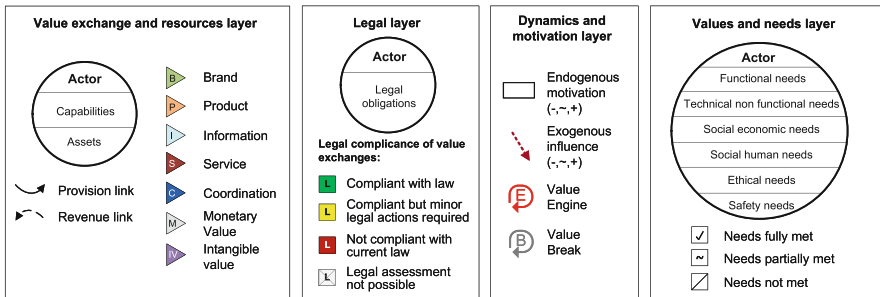 Value exchange and resources layer
Actor
Capabilities
Assets
Provision link
Revenue link
B Brand
P Product
I Information
S Service
C Coordination
M Monetary
Value
IV Intangible
value
Legal layer
Actor
Legal
obligations
Legal complicance of value
exchanges:
L Compliant with law
L Compliant but minor
legal actions required
L Not compliant with
current law
L Legal assessment
not possible
Dynamics and
motivation layer
Endogenous
motivation
(-,~,+)
Exogenous
influence
(-,~,+)
E Value
Engine
B Value
Break
Values and needs layer
Actor
Functional needs
Technical non functional needs
Social economic needs
Social human needs
Ethical needs
Safety needs
✓ Needs fully met
~ Needs partially met
Needs not met